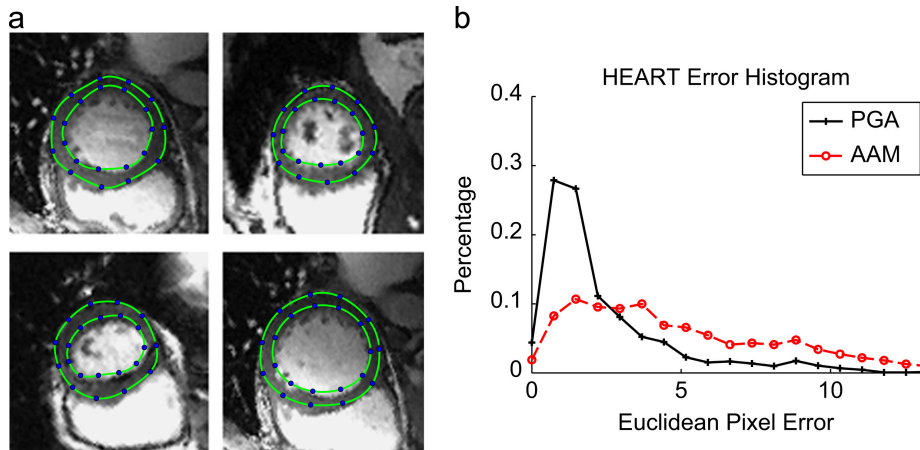 a
b
HEART Error Histogram
0.4
0.3
0.2
0.1
0
Percentage
PGA
AAM
0
5
10
Euclidean Pixel Error